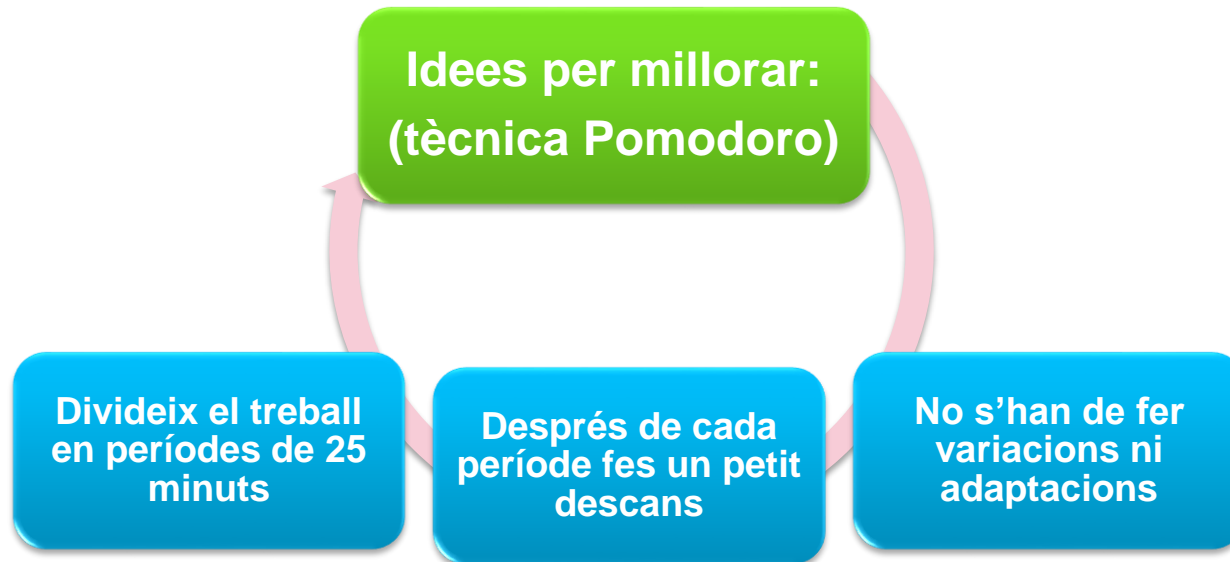 Idees per millorar:
(tècnica Pomodoro)
Divideix el treball
en períodes de 25
minuts
Després de cada
període fes un petit
descans
No s'han de fer
variacions ni
adaptacions